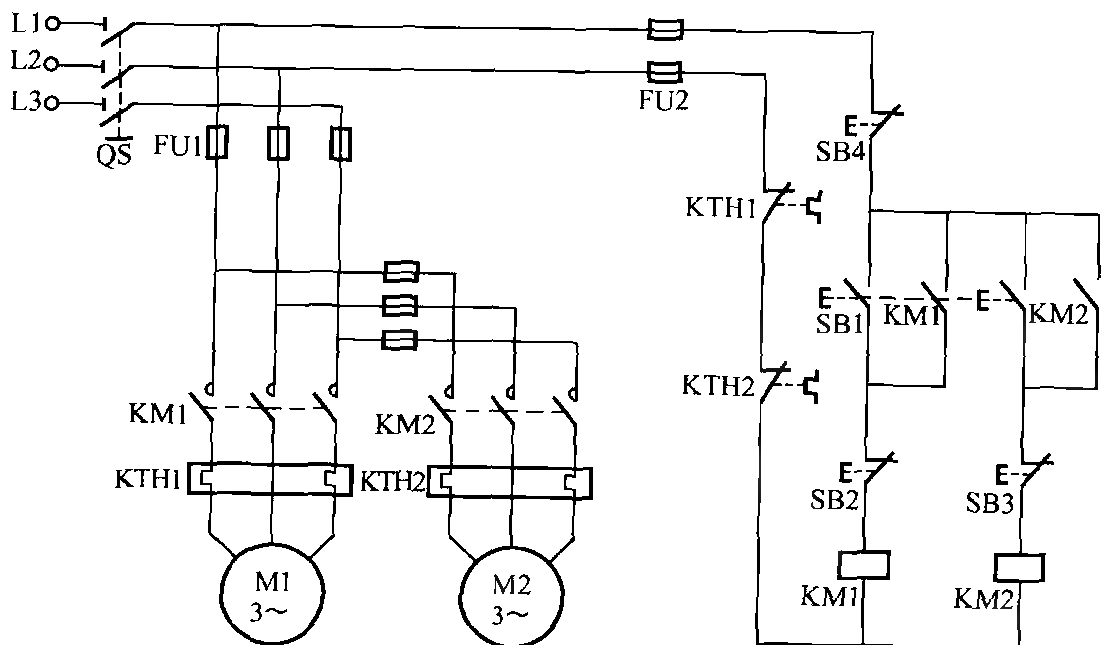 L1
L2
L3
QS
FU1
FU2
SB4
KTH1
SB1
KM1
KM2
KTH2
KM1
KM2
KTH1
KTH2
SB2
SB3
M1
3～
M2
3～
KM1
KM2